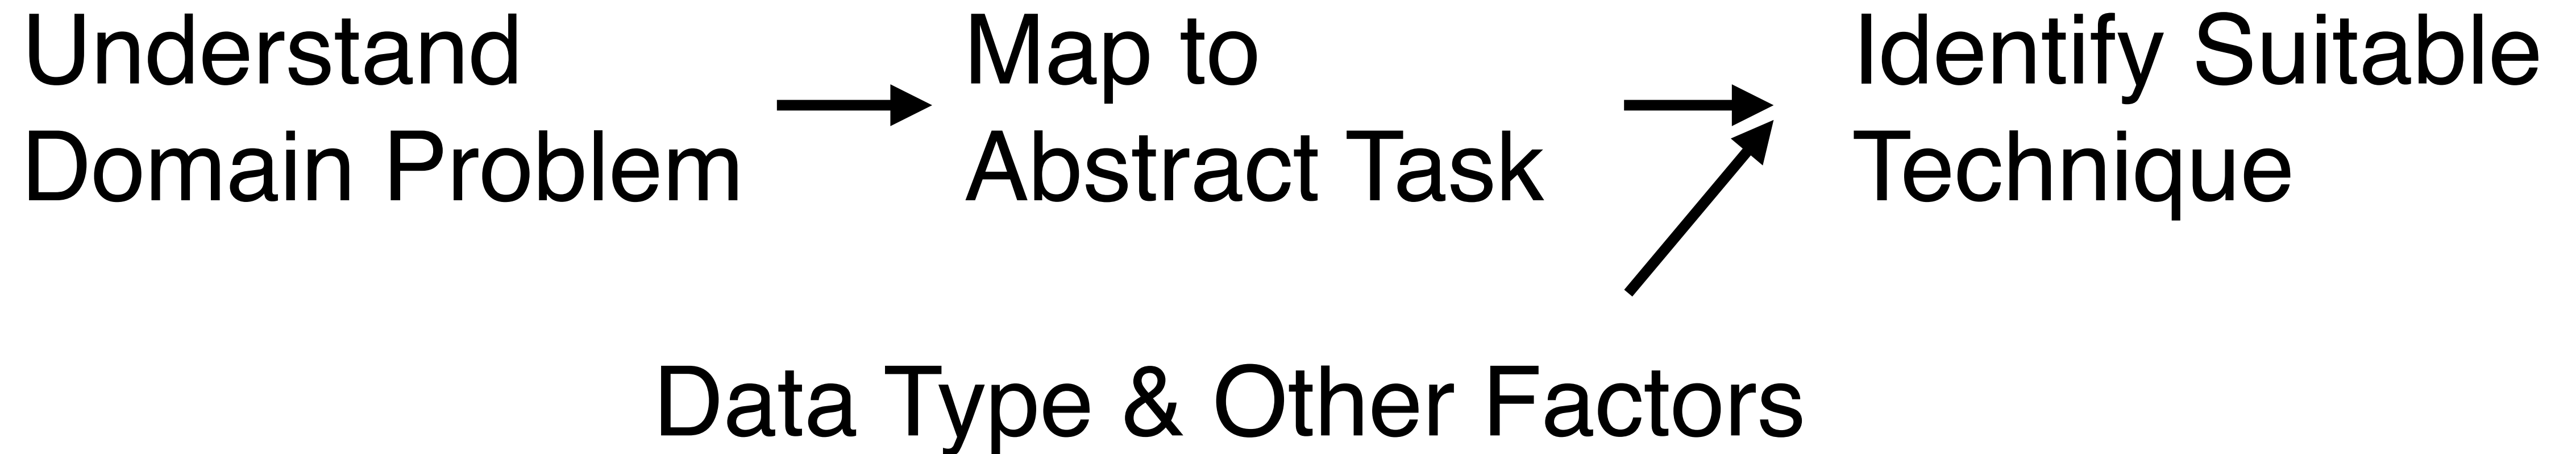 Understand
Domain Problem
Map to
Abstract Task
Identify Suitable
Technique
Data Type & Other Factors